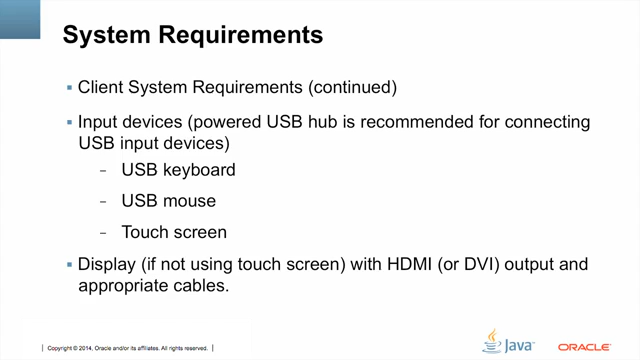 System Requirements
Client System Requirements (continued)
Input devices (powered USB hub is recommended for connecting
USB input devices)
– USB keyboard
– USB mouse
– Touch screen
Display (if not using touch screen) with HDMI (or DVI) output and
appropriate cables.
Copyright © 2014, Oracle and/or its affiliates. All rights reserved.
Java™
ORACLE